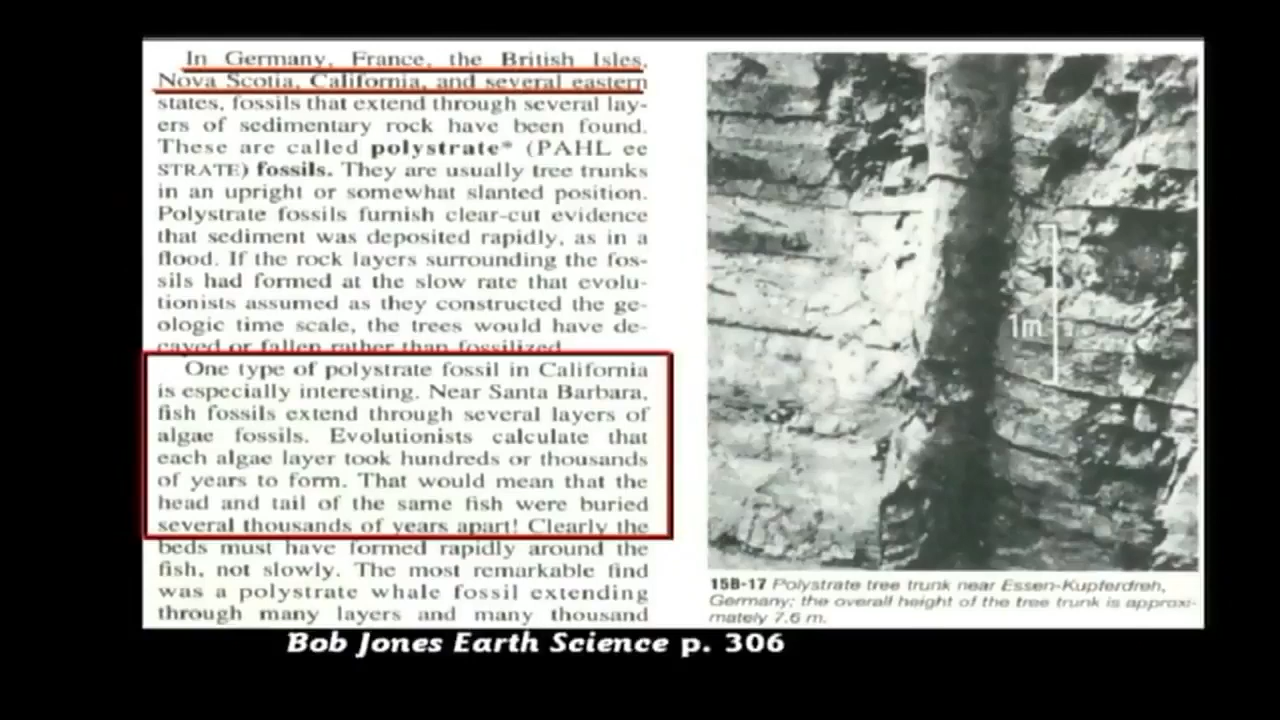 In Germany, France, the British Isles,
Nova Scotia, California, and several eastern
states, fossils that extend through several lay-
ers of sedimentary rock have been found.
These are called polystrate* (PAHL ee
STRATE) fossils. They are usually tree trunks
in an upright or somewhat slanted position.
Polystrate fossils furnish clear-cut evidence
that sediment was deposited rapidly, as in a
flood. If the rock layers surrounding the fos-
sils had formed at the slow rate that evolu-
tionists assumed as they constructed the ge-
ologic time scale, the trees would have de-
cayed or fallen rather than fossilized.
One type of polystrate fossil in California
is especially interesting. Near Santa Barbara,
fish fossils extend through several layers of
algae fossils. Evolutionists calculate that
each algae layer took hundreds or thousands
of years to form. That would mean that the
head and tail of the same fish were buried
several thousands of years apart! Clearly the
beds must have formed rapidly around the
fish, not slowly. The most remarkable find
was a polystrate whale fossil extending
through many layers and many thousand
1m
15B-17 Polystrate tree trunk near Essen-Kupferdreh,
Germany; the overall height of the tree trunk is approxi-
mately 7.6 m.
Bob Jones Earth Science p. 306